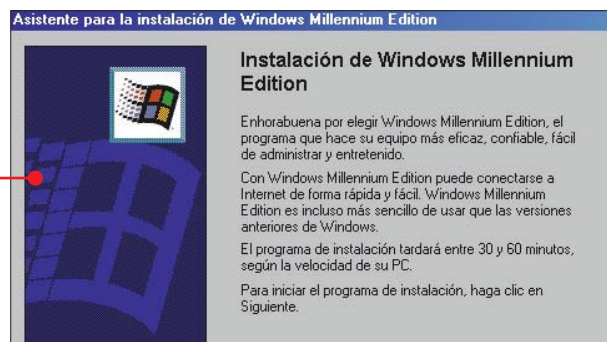 Asistente para la instalación de Windows Millennium Edition
Instalación de Windows Millennium
Edition
Enhorabuena por elegir Windows Millennium Edition, el
programa que hace su equipo más eficaz, confiable, fácil
de administrar y entretenido.
Con Windows Millennium Edition puede conectarse a
Internet de forma rápida y fácil. Windows Millennium
Edition es incluso más sencillo de usar que las versiones
anteriores de Windows.
El programa de instalación tardará entre 30 y 60 minutos,
según la velocidad de su PC.
Para iniciar el programa de instalación, haga clic en
Siguiente.